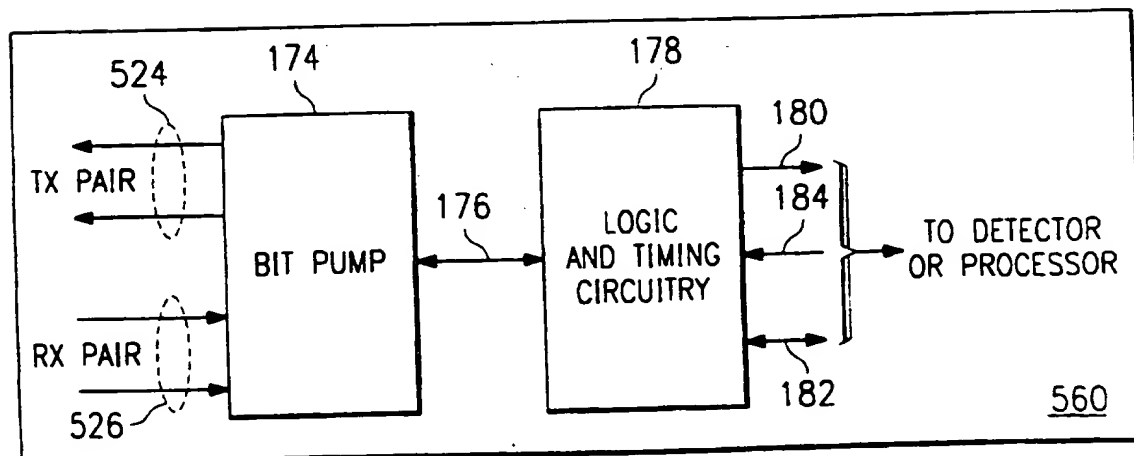 524
174
178
180
TX PAIR
176
184
BIT PUMP
LOGIC
AND TIMING
CIRCUITRY
TO DETECTOR
OR PROCESSOR
RX PAIR
526
182
560